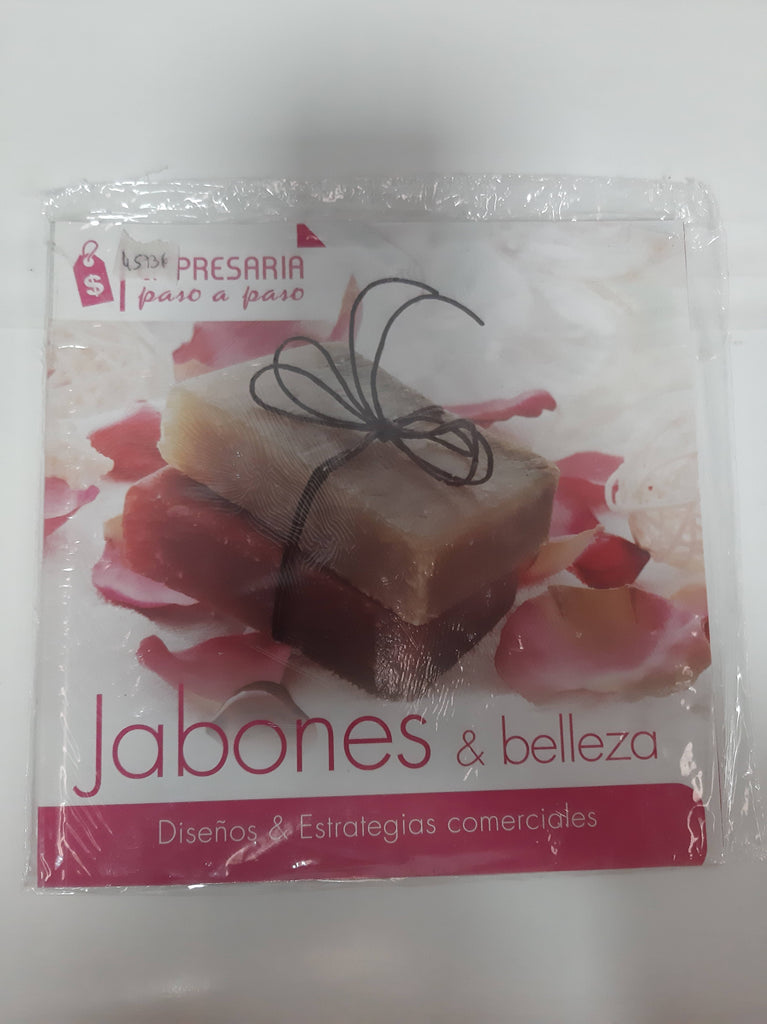 PRESARIA
paso a paso
$
Jabones & belleza
Diseños & Estrategias comerciales